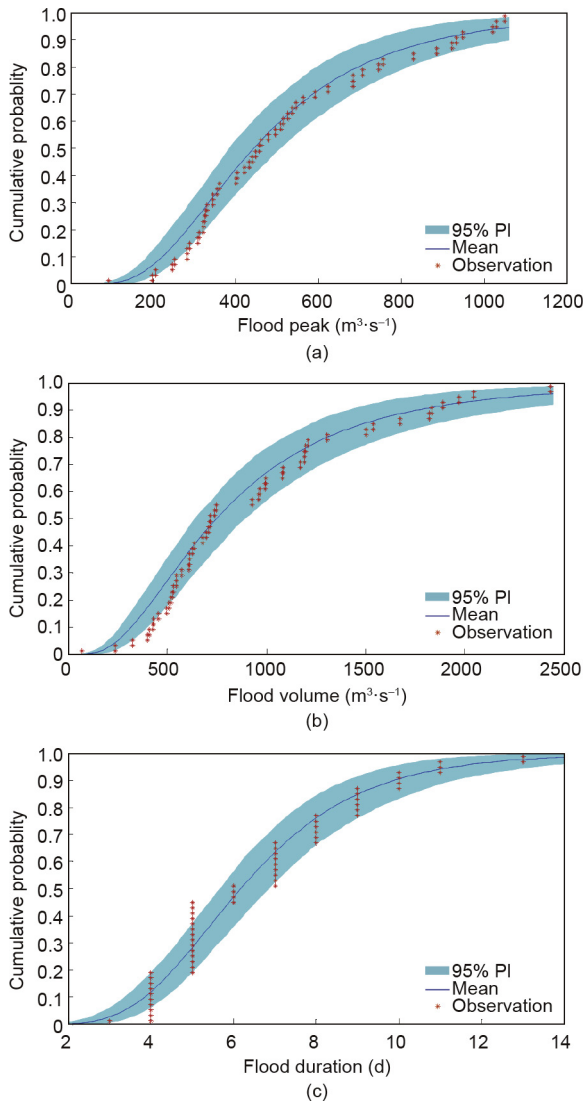 1.0
0.9
0.8
0.7
0.6
0.5
0.4
0.3
0.2
0.1
0
Cumulative probablity
95% PI
Mean
Observation
0 200 400 600 800 1000 1200
Flood peak (m³·s⁻¹)
(a)
1.0
0.9
0.8
0.7
0.6
0.5
0.4
0.3
0.2
0.1
0
Cumulative probablity
95% PI
Mean
Observation
0 500 1000 1500 2000 2500
Flood volume (m³·s⁻¹)
(b)
1.0
0.9
0.8
0.7
0.6
0.5
0.4
0.3
0.2
0.1
0
Cumulative probablity
95% PI
Mean
Observation
2 4 6 8 10 12 14
Flood duration (d)
(c)